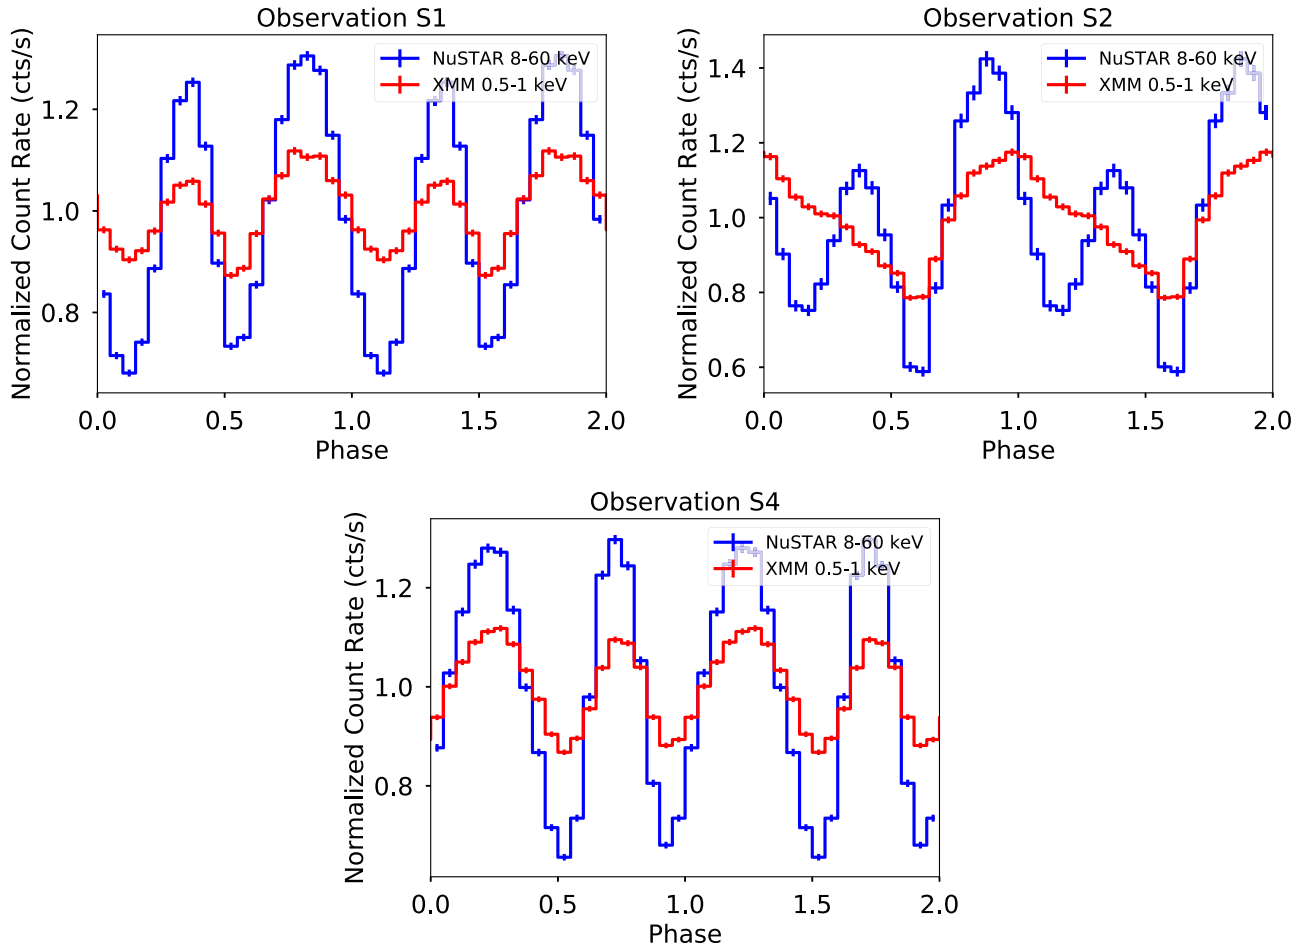 Observation S1
Normalized Count Rate (cts/s)
1.2
1.0
0.8
NuSTAR 8-60 keV
XMM 0.5-1 keV
0.0 0.5 1.0 1.5 2.0
Phase
Observation S2
Normalized Count Rate (cts/s)
1.4
1.2
1.0
0.8
0.6
NuSTAR 8-60 keV
XMM 0.5-1 keV
0.0 0.5 1.0 1.5 2.0
Phase
Observation S4
Normalized Count Rate (cts/s)
1.2
1.0
0.8
NuSTAR 8-60 keV
XMM 0.5-1 keV
0.0 0.5 1.0 1.5 2.0
Phase